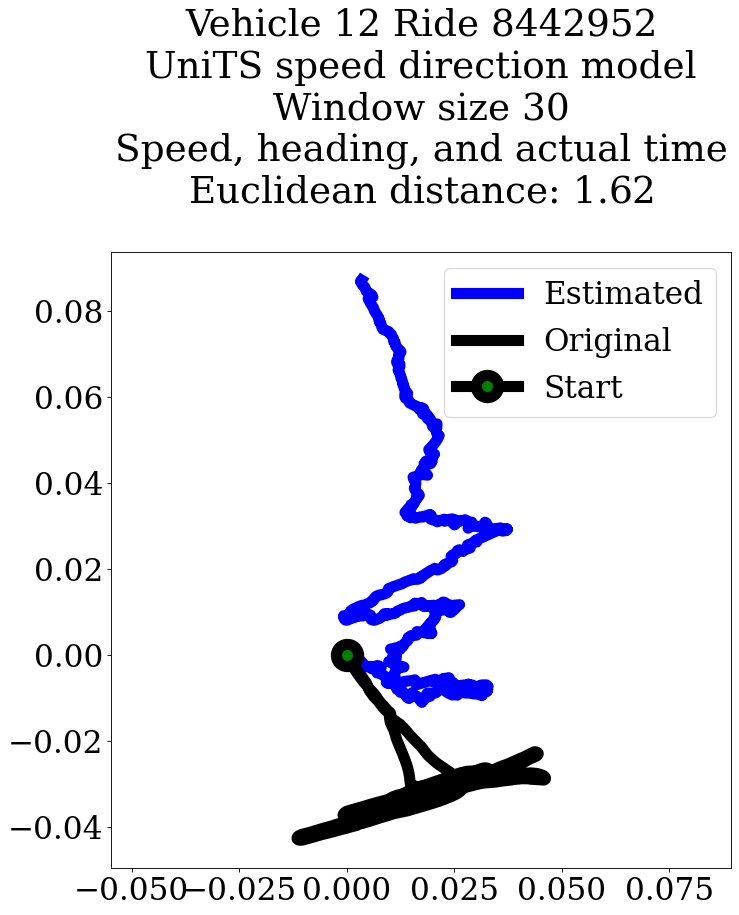 Vehicle 12 Ride 8442952
UniTS speed direction model
Window size 30
Speed, heading, and actual time
Euclidean distance: 1.62
Estimated
Original
Start
0.08
0.06
0.04
0.02
0.00
−0.02
−0.04
−0.050 −0.025 0.000 0.025 0.050 0.075